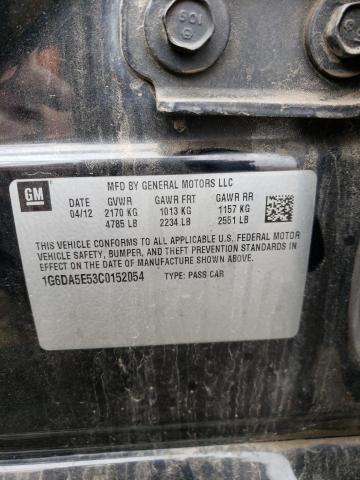 601
GM
MFD BY GENERAL MOTORS LLC
DATE GVWR GAWR FRT GAWR RR
04/12 2170 KG 1013 KG 1157 KG
4785 LB 2234 LB 2551 LB
THIS VEHICLE CONFORMS TO ALL APPLICABLE U.S. FEDERAL MOTOR
VEHICLE SAFETY, BUMPER, AND THEFT PREVENTION STANDARDS IN
EFFECT ON THE DATE OF MANUFACTURE SHOWN ABOVE.
1G6DA5E53C0152054 TYPE: PASS CAR